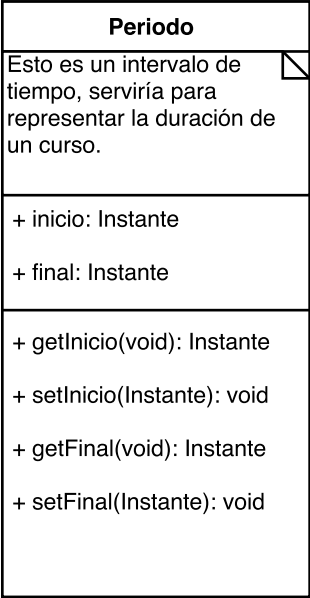 Periodo
Esto es un intervalo de
tiempo, serviría para
representar la duración de
un curso.
+ inicio: Instante
+ final: Instante
+ getInicio(void): Instante
+ setInicio(Instante): void
+ getFinal(void): Instante
+ setFinal(Instante): void